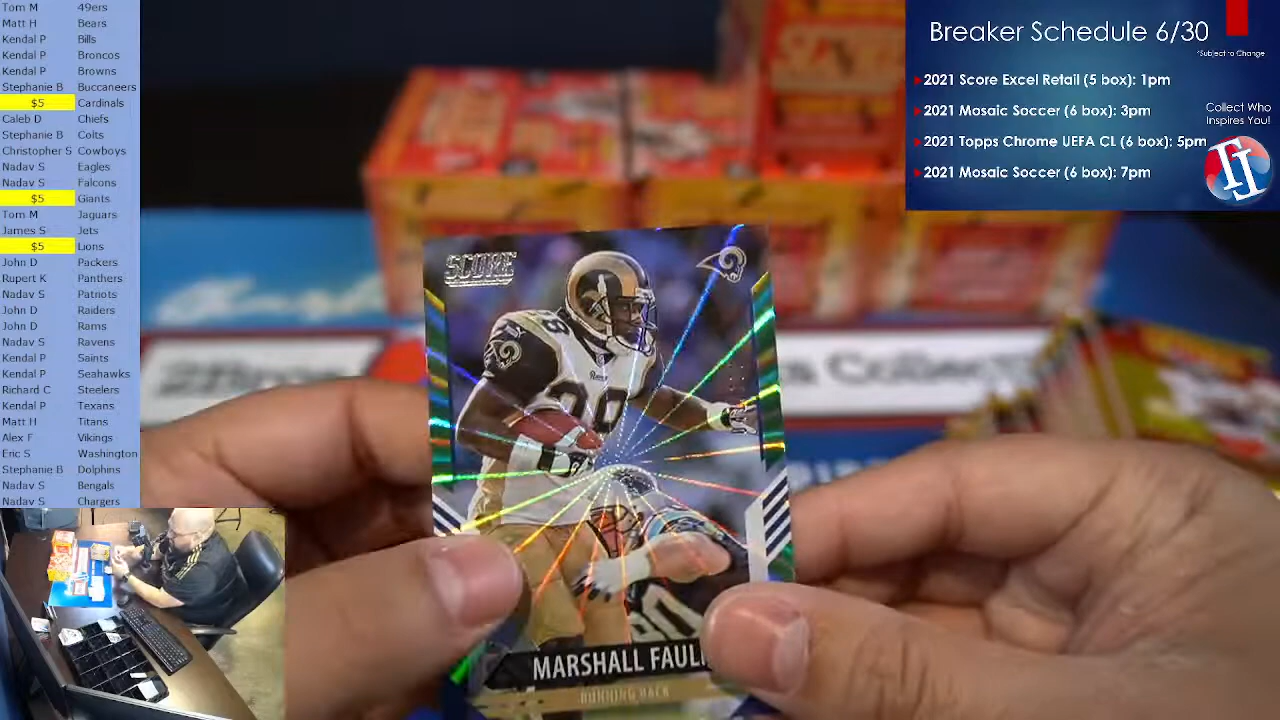 Tom M 49ers
Matt H Bears
Kendal P Bills
Kendal P Broncos
Kendal P Browns
Stephanie B Buccaneers
$5 Cardinals
Caleb D Chiefs
Stephanie B Colts
Christopher S Cowboys
Nadav S Eagles
Nadav S Falcons
$5 Giants
Tom M Jaguars
James S Jets
$5 Lions
John D Packers
Rupert K Panthers
Nadav S Patriots
John D Raiders
John D Rams
Nadav S Ravens
Kendal P Saints
Kendal P Seahawks
Richard C Steelers
Kendal P Texans
Matt H Titans
Alex F Vikings
Eric S Washington
Stephanie B Dolphins
Nadav S Bengals
Nadav S Chargers
Breaker Schedule 6/30
*Subject to Change
2021 Score Excel Retail (5 box): 1pm
2021 Mosaic Soccer (6 box): 3pm
2021 Topps Chrome UEFA CL (6 box): 5pm
2021 Mosaic Soccer (6 box): 7pm
Collect Who
Inspires You!
SCORE
28
MARSHALL FAUL
RUNNING BACK